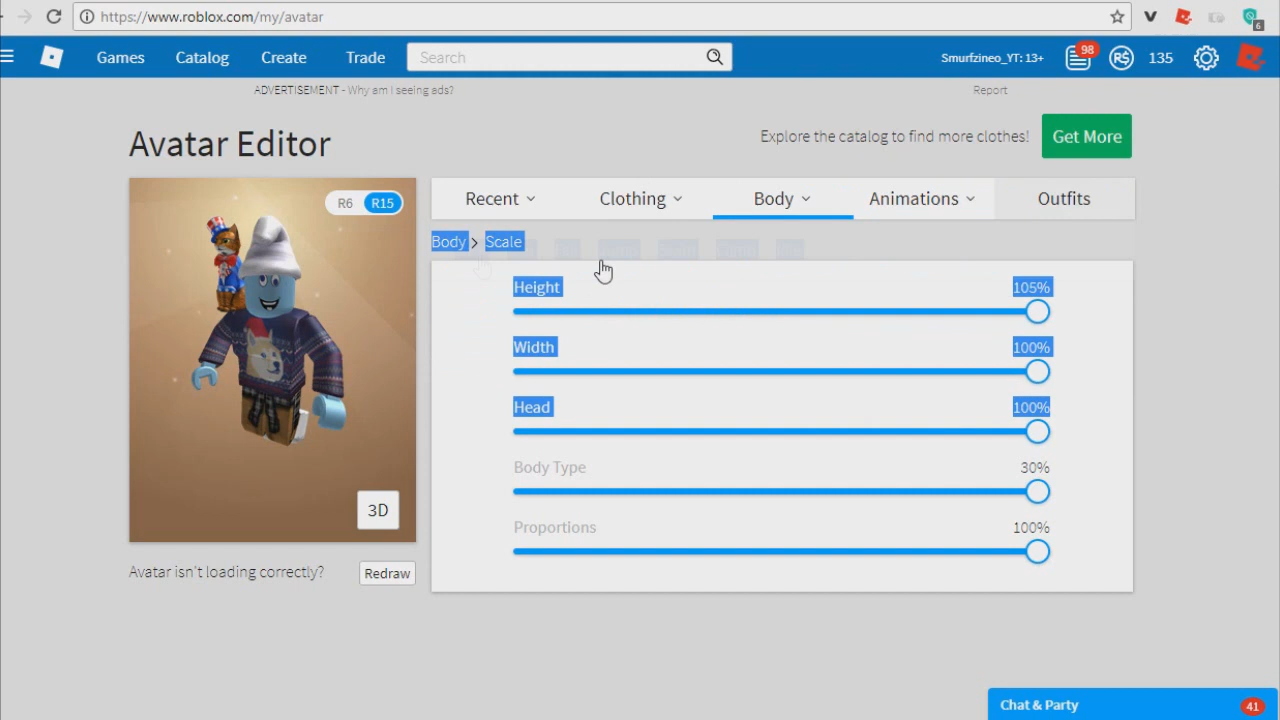 https://www.roblox.com/my/avatar
6
Games Catalog Create Trade Search Smurfzineo_YT: 13+ 98 R$ 135
ADVERTISEMENT - Why am I seeing ads? Report
Avatar Editor
Explore the catalog to find more clothes! Get More
R6 R15
Recent Clothing Body Animations Outfits
Body > Scale
Height 105%
Width 100%
Head 100%
Body Type 30%
Proportions 100%
3D
Avatar isn't loading correctly? Redraw
Chat & Party 41